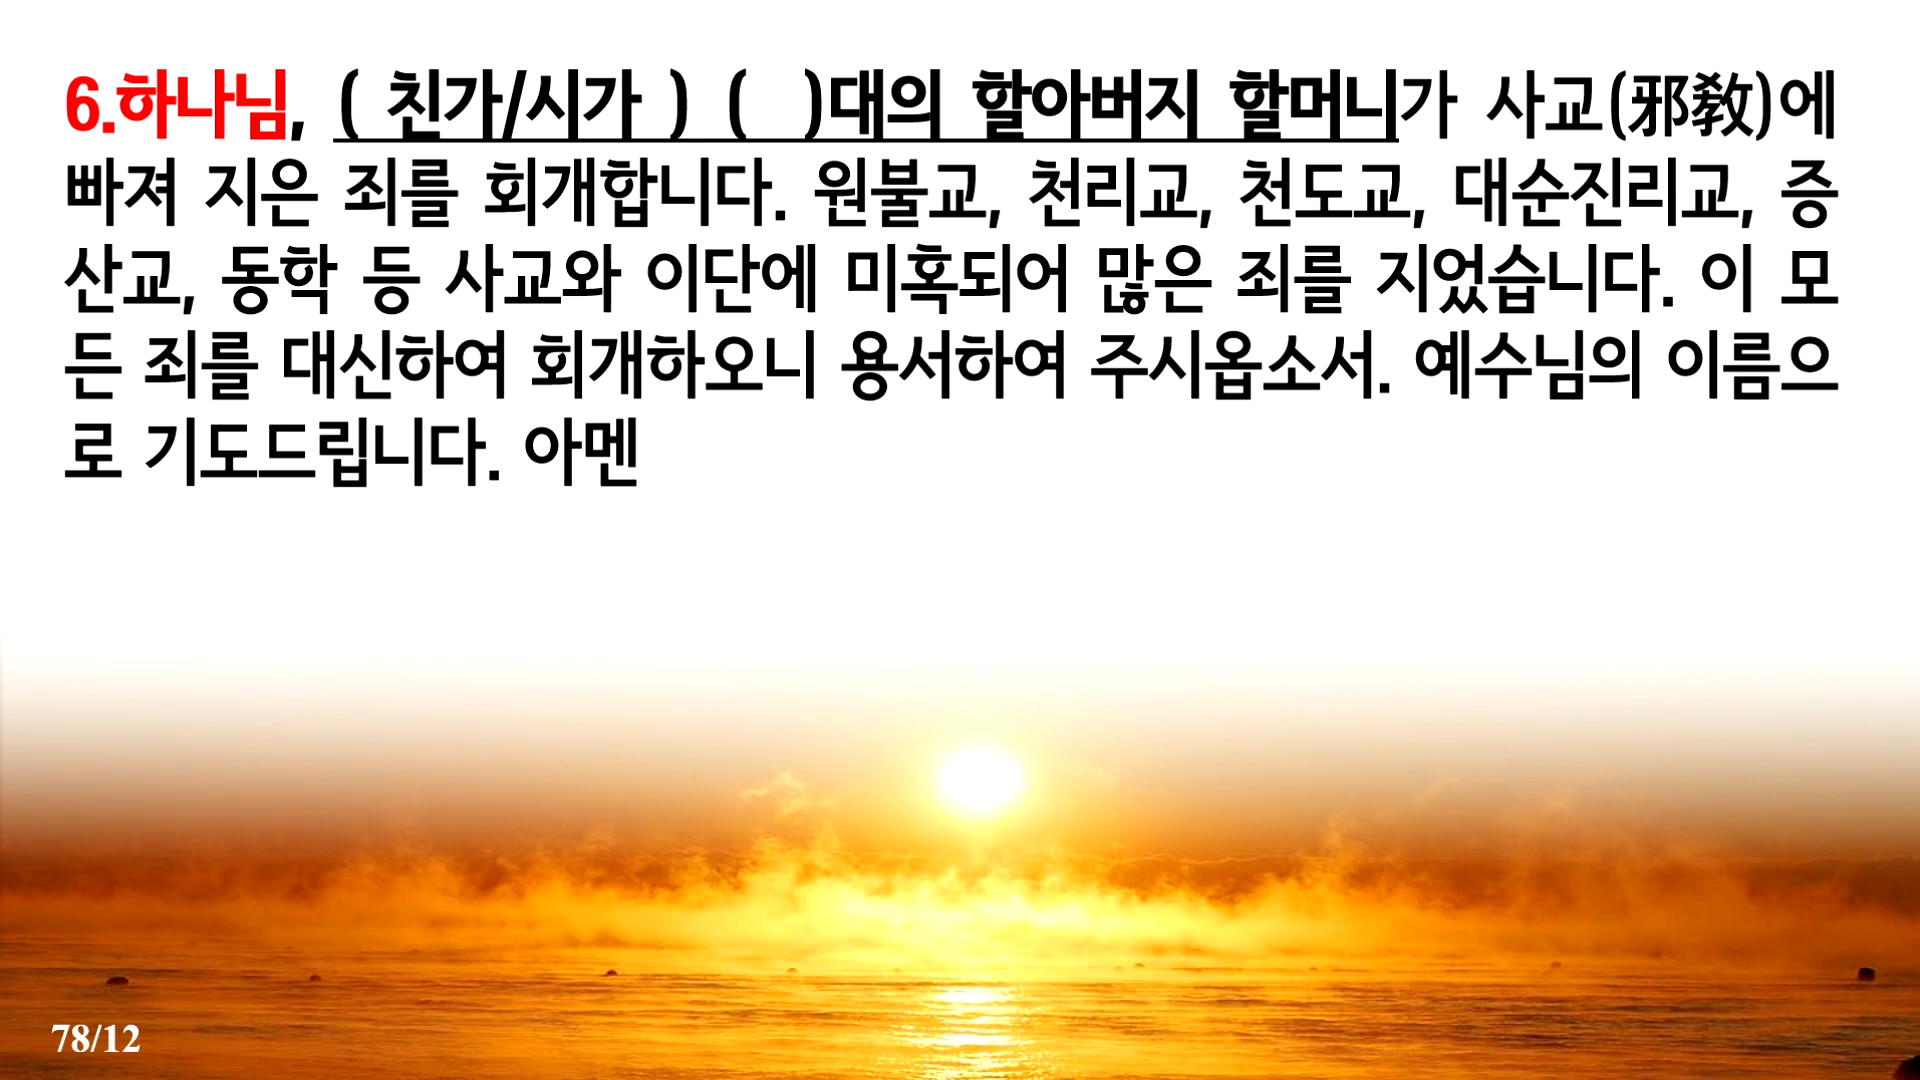 6.하나님, ( 친가/시가 ) ( )대의 할아버지 할머니가 사교(邪敎)에
빠져 지은 죄를 회개합니다. 원불교, 천리교, 천도교, 대순진리교, 증
산교, 동학 등 사교와 이단에 미혹되어 많은 죄를 지었습니다. 이 모
든 죄를 대신하여 회개하오니 용서하여 주시옵소서. 예수님의 이름으
로 기도드립니다. 아멘
78/12